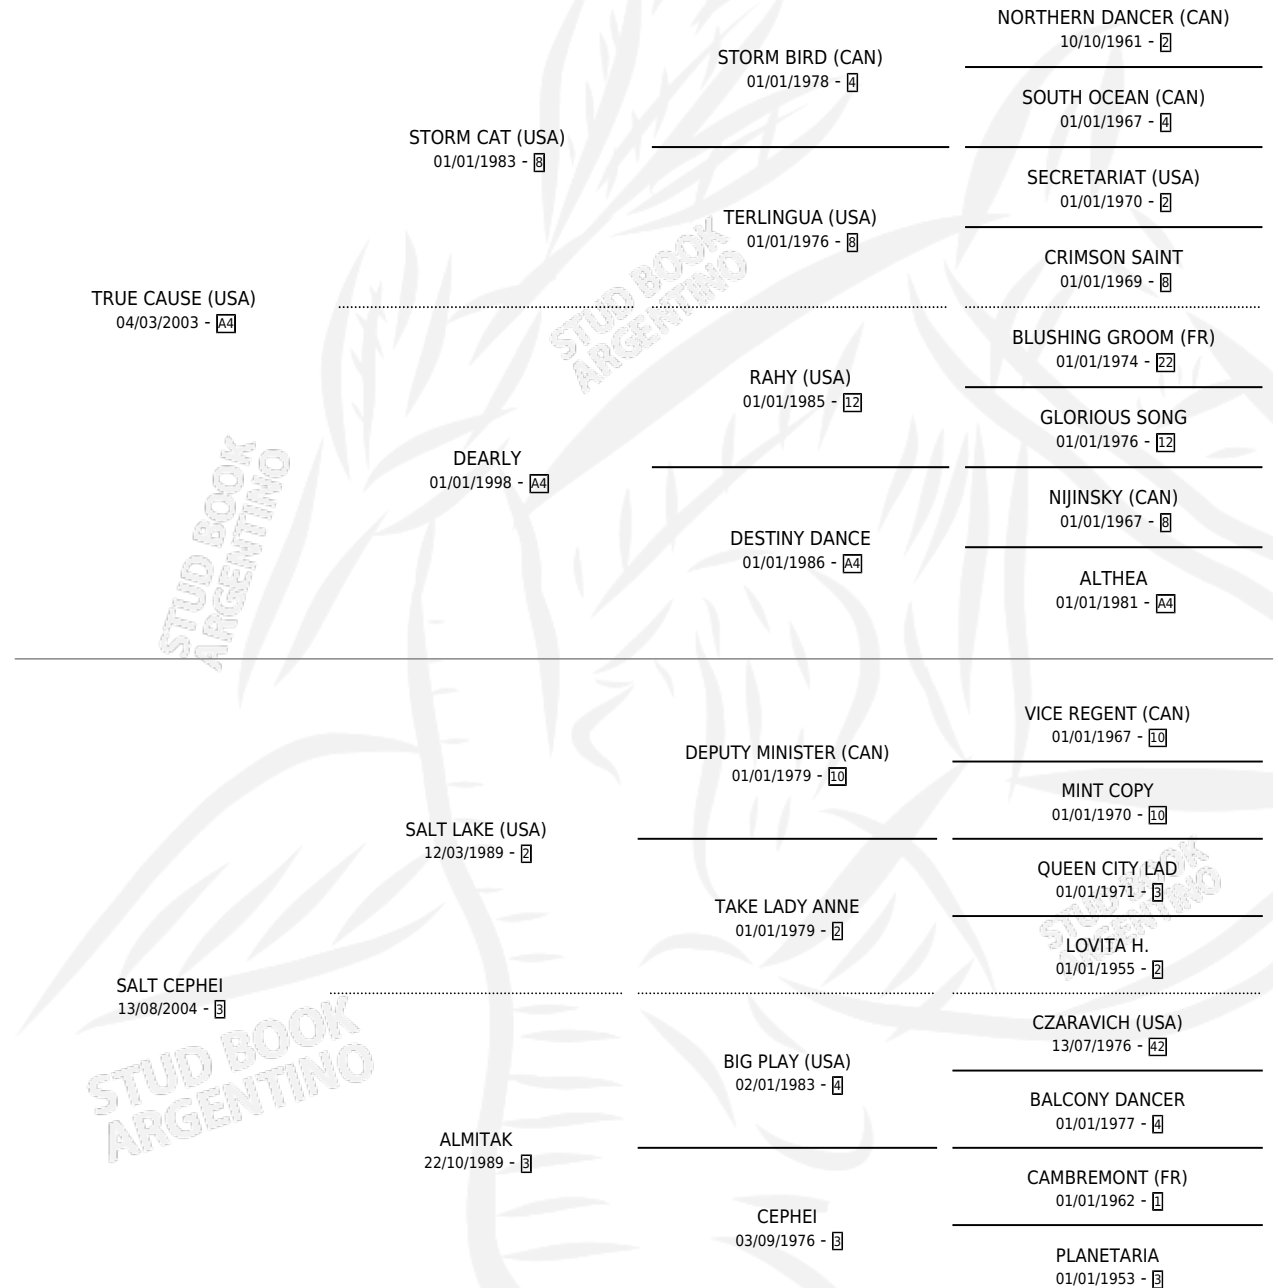 NORTHERN DANCER (CAN)
10/10/1961 - 2
STORM BIRD (CAN)
01/01/1978 - 4
SOUTH OCEAN (CAN)
01/01/1967 - 4
STORM CAT (USA)
01/01/1983 - 8
SECRETARIAT (USA)
01/01/1970 - 2
TERLINGUA (USA)
01/01/1976 - 8
CRIMSON SAINT
01/01/1969 - 8
TRUE CAUSE (USA)
04/03/2003 - A4
STUD BOOK
ARGENTINO
BLUSHING GROOM (FR)
01/01/1974 - 22
RAHY (USA)
01/01/1985 - 12
GLORIOUS SONG
01/01/1976 - 12
DEARLY
01/01/1998 - A4
NIJINSKY (CAN)
01/01/1967 - 8
DESTINY DANCE
01/01/1986 - A4
ALTHEA
01/01/1981 - A4
STUD BOOK
ARGENTINO
VICE REGENT (CAN)
01/01/1967 - 10
DEPUTY MINISTER (CAN)
01/01/1979 - 10
MINT COPY
01/01/1970 - 10
SALT LAKE (USA)
12/03/1989 - 2
QUEEN CITY LAD
01/01/1971 - 3
TAKE LADY ANNE
01/01/1979 - 2
LOVITA H.
01/01/1955 - 2
STUD BOOK
ARGENTINO
SALT CEPHEI
13/08/2004 - 3
STUD BOOK
ARGENTINO
CZARAVICH (USA)
13/07/1976 - 42
BIG PLAY (USA)
02/01/1983 - 4
BALCONY DANCER
01/01/1977 - 4
ALMITAK
22/10/1989 - 3
CAMBREMONT (FR)
01/01/1962 - 1
CEPHEI
03/09/1976 - 3
PLANETARIA
01/01/1953 - 3